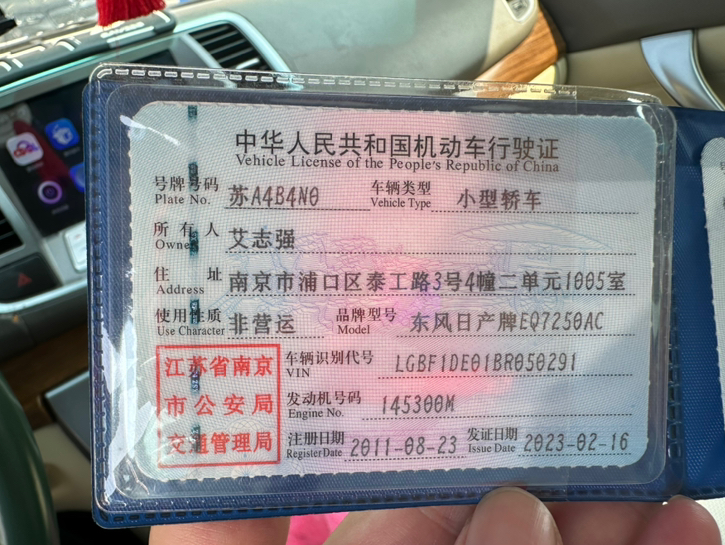 中华人民共和国机动车行驶证
Vehicle License of the People's Republic of China
号牌号码 苏A4B4N0 车辆类型 小型轿车
Plate No. Vehicle Type
所有人 艾志强
Owner
住址 南京市浦口区泰工路3号4幢二单元1005室
Address
使用性质 非营运 品牌型号 东风日产牌EQ7250AC
Use Character Model
江苏省南京
市公安局
交通管理局
车辆识别代号 LGBF1DE01BR050291
VIN
发动机号码 145300M
Engine No.
注册日期 2011-08-23 发证日期 2023-02-16
Register Date Issue Date